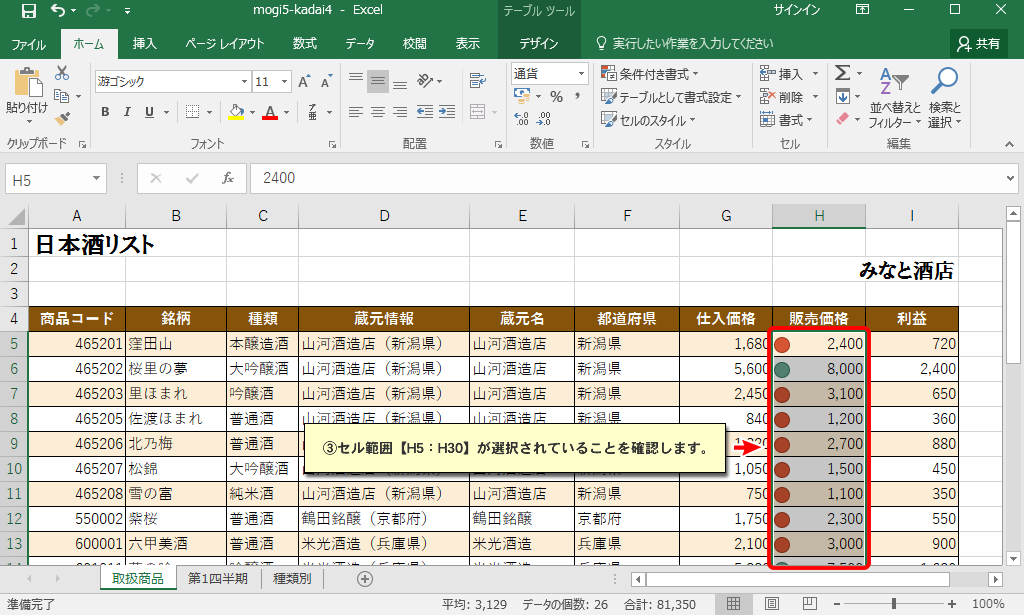 mogi5-kadai4 - Excel
テーブル ツール
サインイン
ファイル ホーム 挿入 ページ レイアウト 数式 データ 校閲 表示 デザイン 実行したい作業を入力してください 共有
貼り付け
クリップボード
游ゴシック 11
B I U
フォント
配置
通貨
% ,
数値
条件付き書式
テーブルとして書式設定
セルのスタイル
スタイル
挿入
削除
書式
セル
並べ替えと
フィルター
検索と
選択
編集
H5 fx 2400
A B C D E F G H I
1 日本酒リスト
2 みなと酒店
3
4 商品コード 銘柄 種類 蔵元情報 蔵元名 都道府県 仕入価格 販売価格 利益
5 465201 窪田山 本醸造酒 山河酒造店（新潟県） 山河酒造店 新潟県 1,680 2,400 720
6 465202 桜里の夢 大吟醸酒 山河酒造店（新潟県） 山河酒造店 新潟県 5,600 8,000 2,400
7 465203 里ほまれ 吟醸酒 山河酒造店（新潟県） 山河酒造店 新潟県 2,450 3,100 650
8 465205 佐渡ほまれ 普通酒 山河酒造店（新潟県） 山河酒造店 新潟県 840 1,200 360
9 465206 北乃梅 普通酒 2,700 880
③セル範囲【H5：H30】が選択されていることを確認します。
10 465207 松錦 大吟醸酒 1,050 1,500 450
11 465208 雪の富 純米酒 山河酒造店（新潟県） 山河酒造店 新潟県 750 1,100 350
12 550002 紫桜 普通酒 鶴田銘醸（京都府） 鶴田銘醸 京都府 1,750 2,300 550
13 600001 六甲美酒 普通酒 米光酒造（兵庫県） 米光酒造 兵庫県 2,100 3,000 900
取扱商品 第1四半期 種類別
準備完了 平均: 3,129 データの個数: 26 合計: 81,350 100%